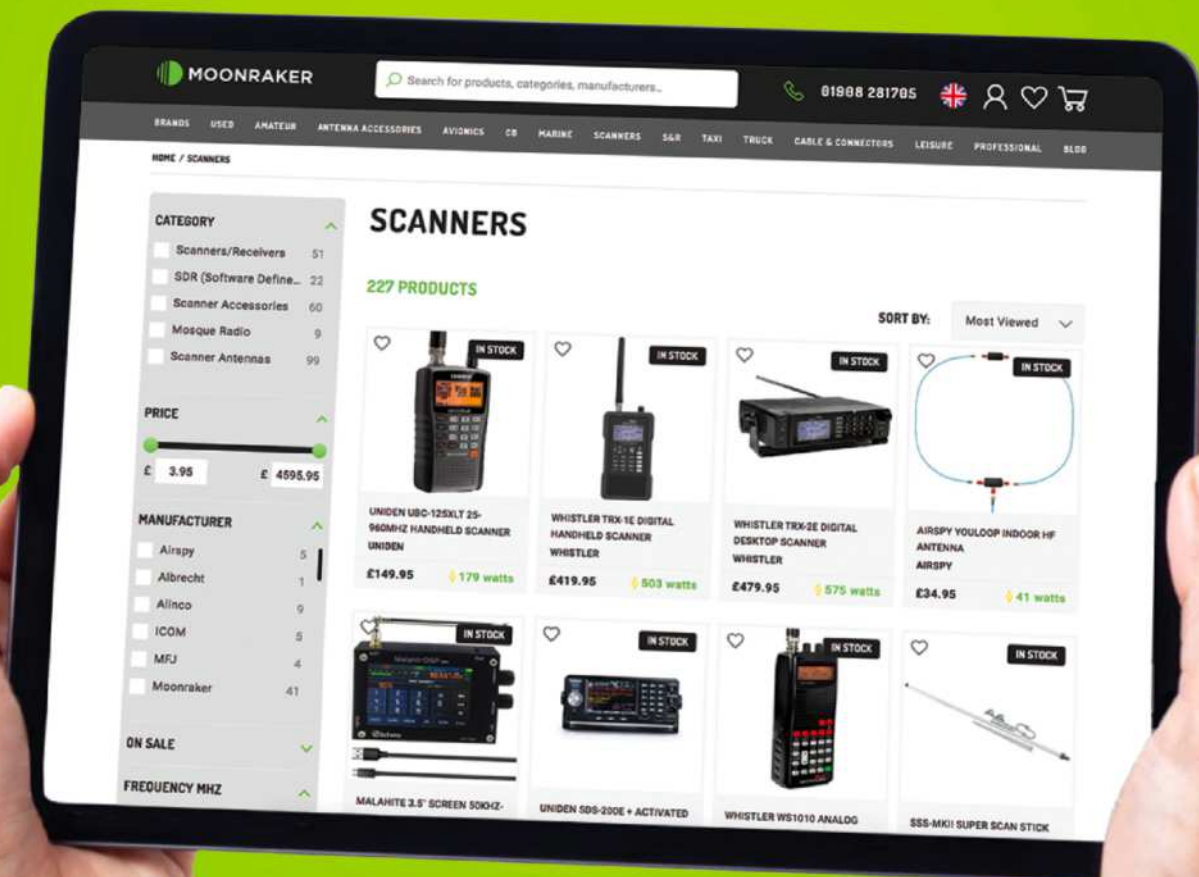 MOONRAKER
Search for products, categories, manufacturers..
01908 281705
BRANDS USED AMATEUR ANTENNA ACCESSORIES AVIONICS CB MARINE SCANNERS S&R TAXI TRUCK CABLE & CONNECTORS LEISURE PROFESSIONAL BLOG
HOME / SCANNERS
CATEGORY
Scanners/Receivers 51
SDR (Software Define... 22
Scanner Accessories 60
Mosque Radio 9
Scanner Antennas 99
PRICE
£ 3.95 £ 4595.95
MANUFACTURER
Airspy 5
Albrecht 1
Alinco 9
ICOM 5
MFJ 4
Moonraker 41
ON SALE
FREQUENCY MHZ
SCANNERS
227 PRODUCTS
SORT BY: Most Viewed
IN STOCK
UNIDEN UBC-125XLT 25-
960MHZ HANDHELD SCANNER
UNIDEN
£149.95 179 watts
IN STOCK
WHISTLER TRX-1E DIGITAL
HANDHELD SCANNER
WHISTLER
£419.95 503 watts
IN STOCK
WHISTLER TRX-2E DIGITAL
DESKTOP SCANNER
WHISTLER
£479.95 575 watts
IN STOCK
AIRSPY YOULOOP INDOOR HF
ANTENNA
AIRSPY
£34.95 41 watts
IN STOCK
MALAHITE 3.5" SCREEN 50KHZ-
IN STOCK
UNIDEN SDS-200E + ACTIVATED
IN STOCK
WHISTLER WS1010 ANALOG
IN STOCK
SSS-MKII SUPER SCAN STICK